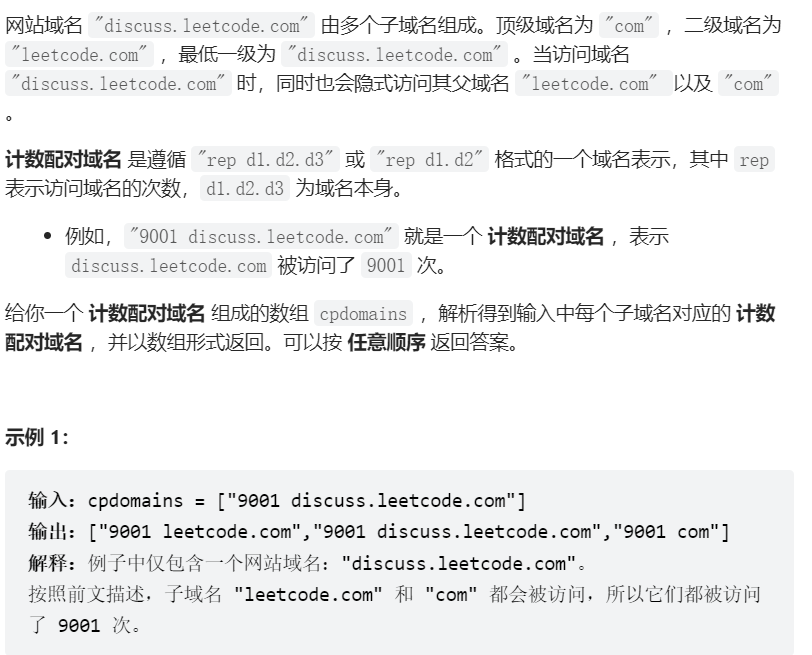 网站域名 "discuss.leetcode.com" 由多个子域名组成。顶级域名为 "com" ，二级域名为
"leetcode.com" ，最低一级为 "discuss.leetcode.com" 。当访问域名
"discuss.leetcode.com" 时，同时也会隐式访问其父域名 "leetcode.com" 以及 "com"
。
计数配对域名 是遵循 "rep d1.d2.d3" 或 "rep d1.d2" 格式的一个域名表示，其中 rep
表示访问域名的次数，d1.d2.d3 为域名本身。
• 例如，"9001 discuss.leetcode.com" 就是一个 计数配对域名 ，表示
discuss.leetcode.com 被访问了 9001 次。
给你一个 计数配对域名 组成的数组 cpdomains ，解析得到输入中每个子域名对应的 计数
配对域名 ，并以数组形式返回。可以按 任意顺序 返回答案。
示例 1：
输入：cpdomains = ["9001 discuss.leetcode.com"]
输出：["9001 leetcode.com","9001 discuss.leetcode.com","9001 com"]
解释：例子中仅包含一个网站域名："discuss.leetcode.com"。
按照前文描述，子域名 "leetcode.com" 和 "com" 都会被访问，所以它们都被访问
了 9001 次。